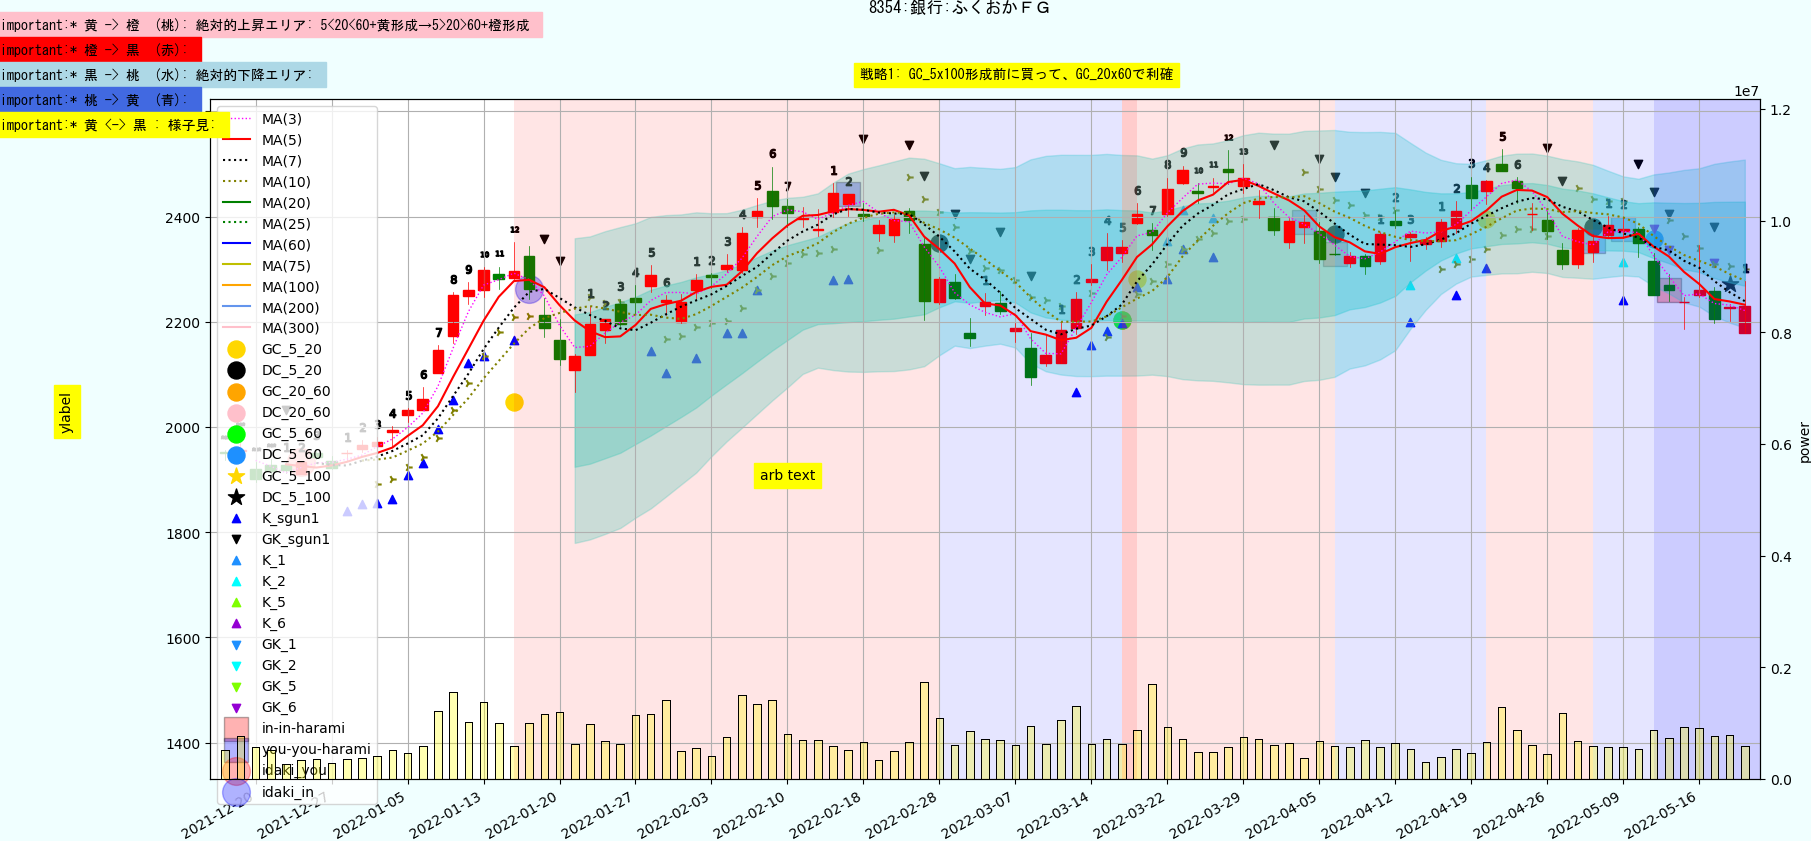 8354:銀行:ふくおかＦＧ
important:* 黄 -> 橙 （桃）: 絶対的上昇エリア: 5<20<60+黄形成→5>20>60+橙形成
important:* 橙 -> 黒 （赤）:
important:* 黒 -> 桃 （水）: 絶対的下降エリア:
important:* 桃 -> 黄 （青）:
important:* 黄 <-> 黒 : 様子見:
戦略1: GC_5x100形成前に買って、GC_20x60で利確
1e7
MA(3)
MA(5)
MA(7)
MA(10)
MA(20)
MA(25)
MA(60)
MA(75)
MA(100)
MA(200)
MA(300)
GC_5_20
DC_5_20
GC_20_60
DC_20_60
GC_5_60
DC_5_60
GC_5_100
DC_5_100
K_sgun1
GK_sgun1
K_1
K_2
K_5
K_6
GK_1
GK_2
GK_5
GK_6
in-in-harami
you-you-harami
idaki_you
idaki_in
2400
2200
2000
1800
1600
1400
ylabel
arb text
1.2
1.0
0.8
0.6
0.4
0.2
0.0
power
2021-12-20
2021-12-27
2022-01-05
2022-01-13
2022-01-20
2022-01-27
2022-02-03
2022-02-10
2022-02-18
2022-02-28
2022-03-07
2022-03-14
2022-03-22
2022-03-29
2022-04-05
2022-04-12
2022-04-19
2022-04-26
2022-05-09
2022-05-16